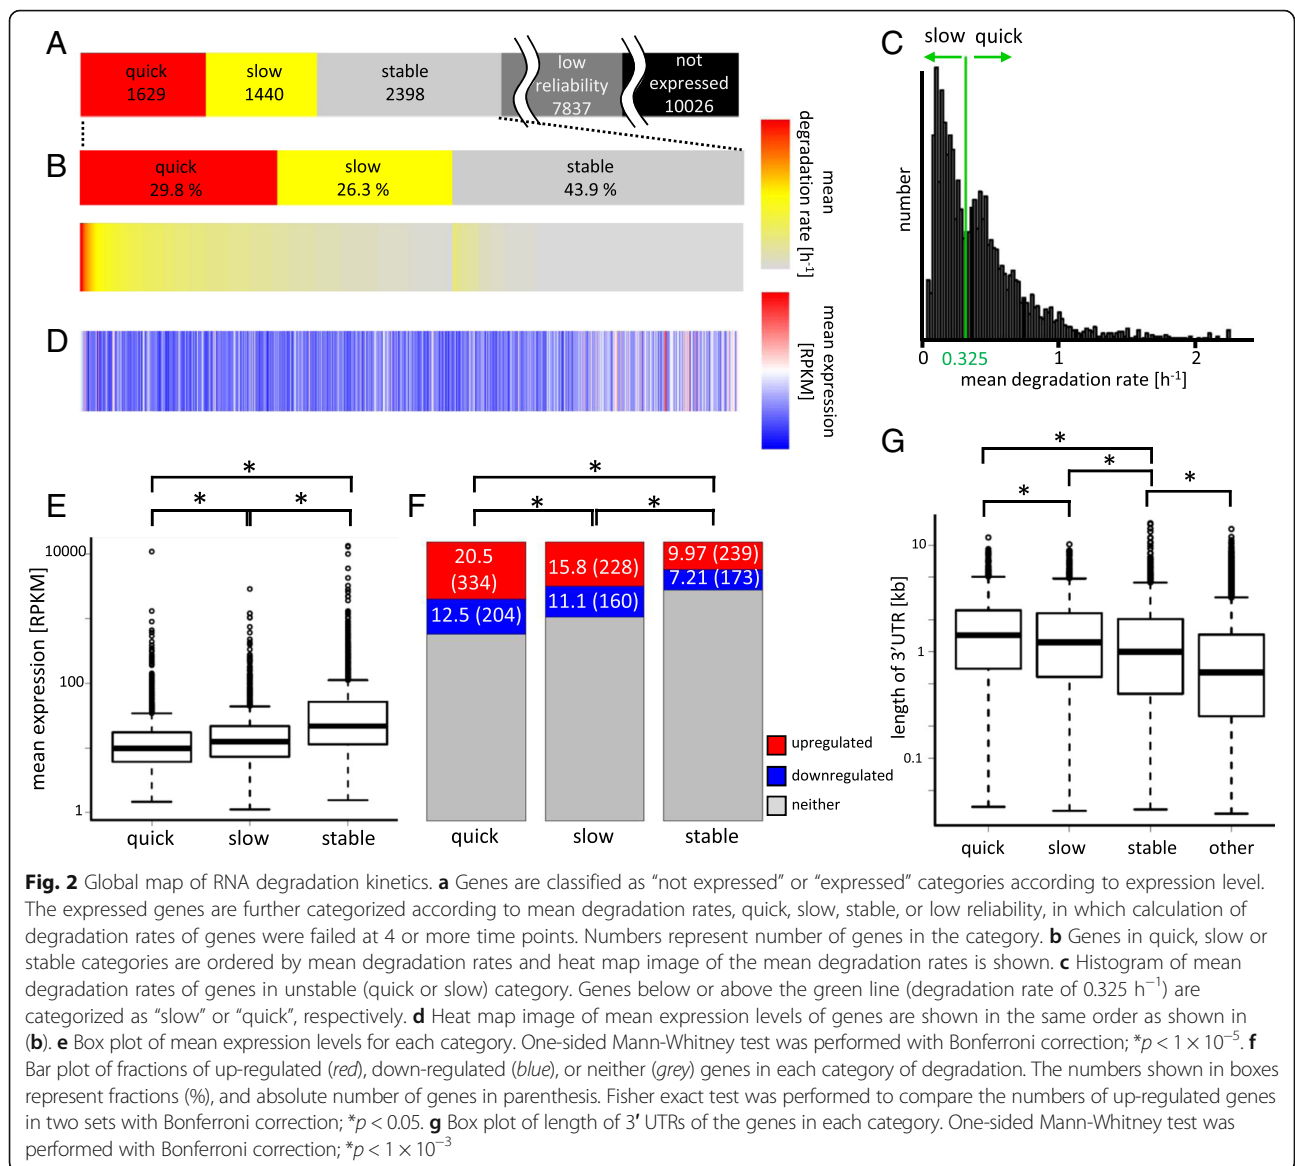 A
quick
1629
slow
1440
stable
2398
low
reliability
7837
not
expressed
10026
B
quick
29.8 %
slow
26.3 %
stable
43.9 %
mean
degradation rate [h-1]
C
slow
quick
number
0
0.325
1
2
mean degradation rate [h-1]
D
mean expression
[RPKM]
E
*
*
*
mean expression [RPKM]
10000
100
1
quick
slow
stable
F
*
*
*
20.5
(334)
12.5 (204)
15.8 (228)
11.1 (160)
9.97 (239)
7.21 (173)
quick
slow
stable
upregulated
downregulated
neither
G
*
*
*
*
length of 3′UTR [kb]
10
1
0.1
quick
slow
stable
other
Fig. 2 Global map of RNA degradation kinetics. a Genes are classified as “not expressed” or “expressed” categories according to expression level.
The expressed genes are further categorized according to mean degradation rates, quick, slow, stable, or low reliability, in which calculation of
degradation rates of genes were failed at 4 or more time points. Numbers represent number of genes in the category. b Genes in quick, slow or
stable categories are ordered by mean degradation rates and heat map image of the mean degradation rates is shown. c Histogram of mean
degradation rates of genes in unstable (quick or slow) category. Genes below or above the green line (degradation rate of 0.325 h−1) are
categorized as “slow” or “quick”, respectively. d Heat map image of mean expression levels of genes are shown in the same order as shown in
(b). e Box plot of mean expression levels for each category. One-sided Mann-Whitney test was performed with Bonferroni correction; *p < 1 × 10−5. f
Bar plot of fractions of up-regulated (red), down-regulated (blue), or neither (grey) genes in each category of degradation. The numbers shown in boxes
represent fractions (%), and absolute number of genes in parenthesis. Fisher exact test was performed to compare the numbers of up-regulated genes
in two sets with Bonferroni correction; *p < 0.05. g Box plot of length of 3′ UTRs of the genes in each category. One-sided Mann-Whitney test was
performed with Bonferroni correction; *p < 1 × 10−3